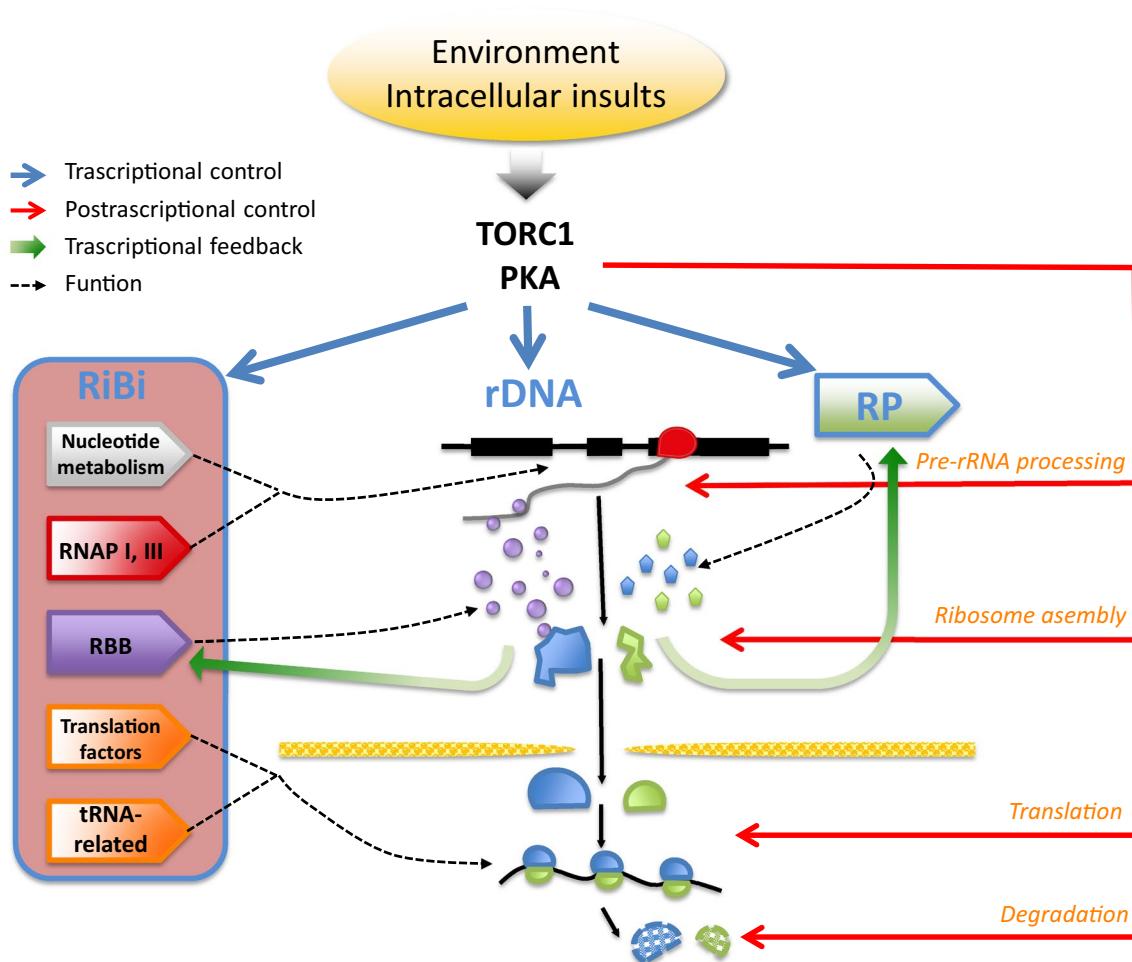 Environment
Intracellular insults
Trascriptional control
Postrascriptional control
Trascriptional feedback
Funtion
TORC1
PKA
RiBi
rDNA
RP
Nucleotide
metabolism
RNAP I, III
RBB
Translation
factors
tRNA-
related
Pre-rRNA processing
Ribosome asembly
Translation
Degradation